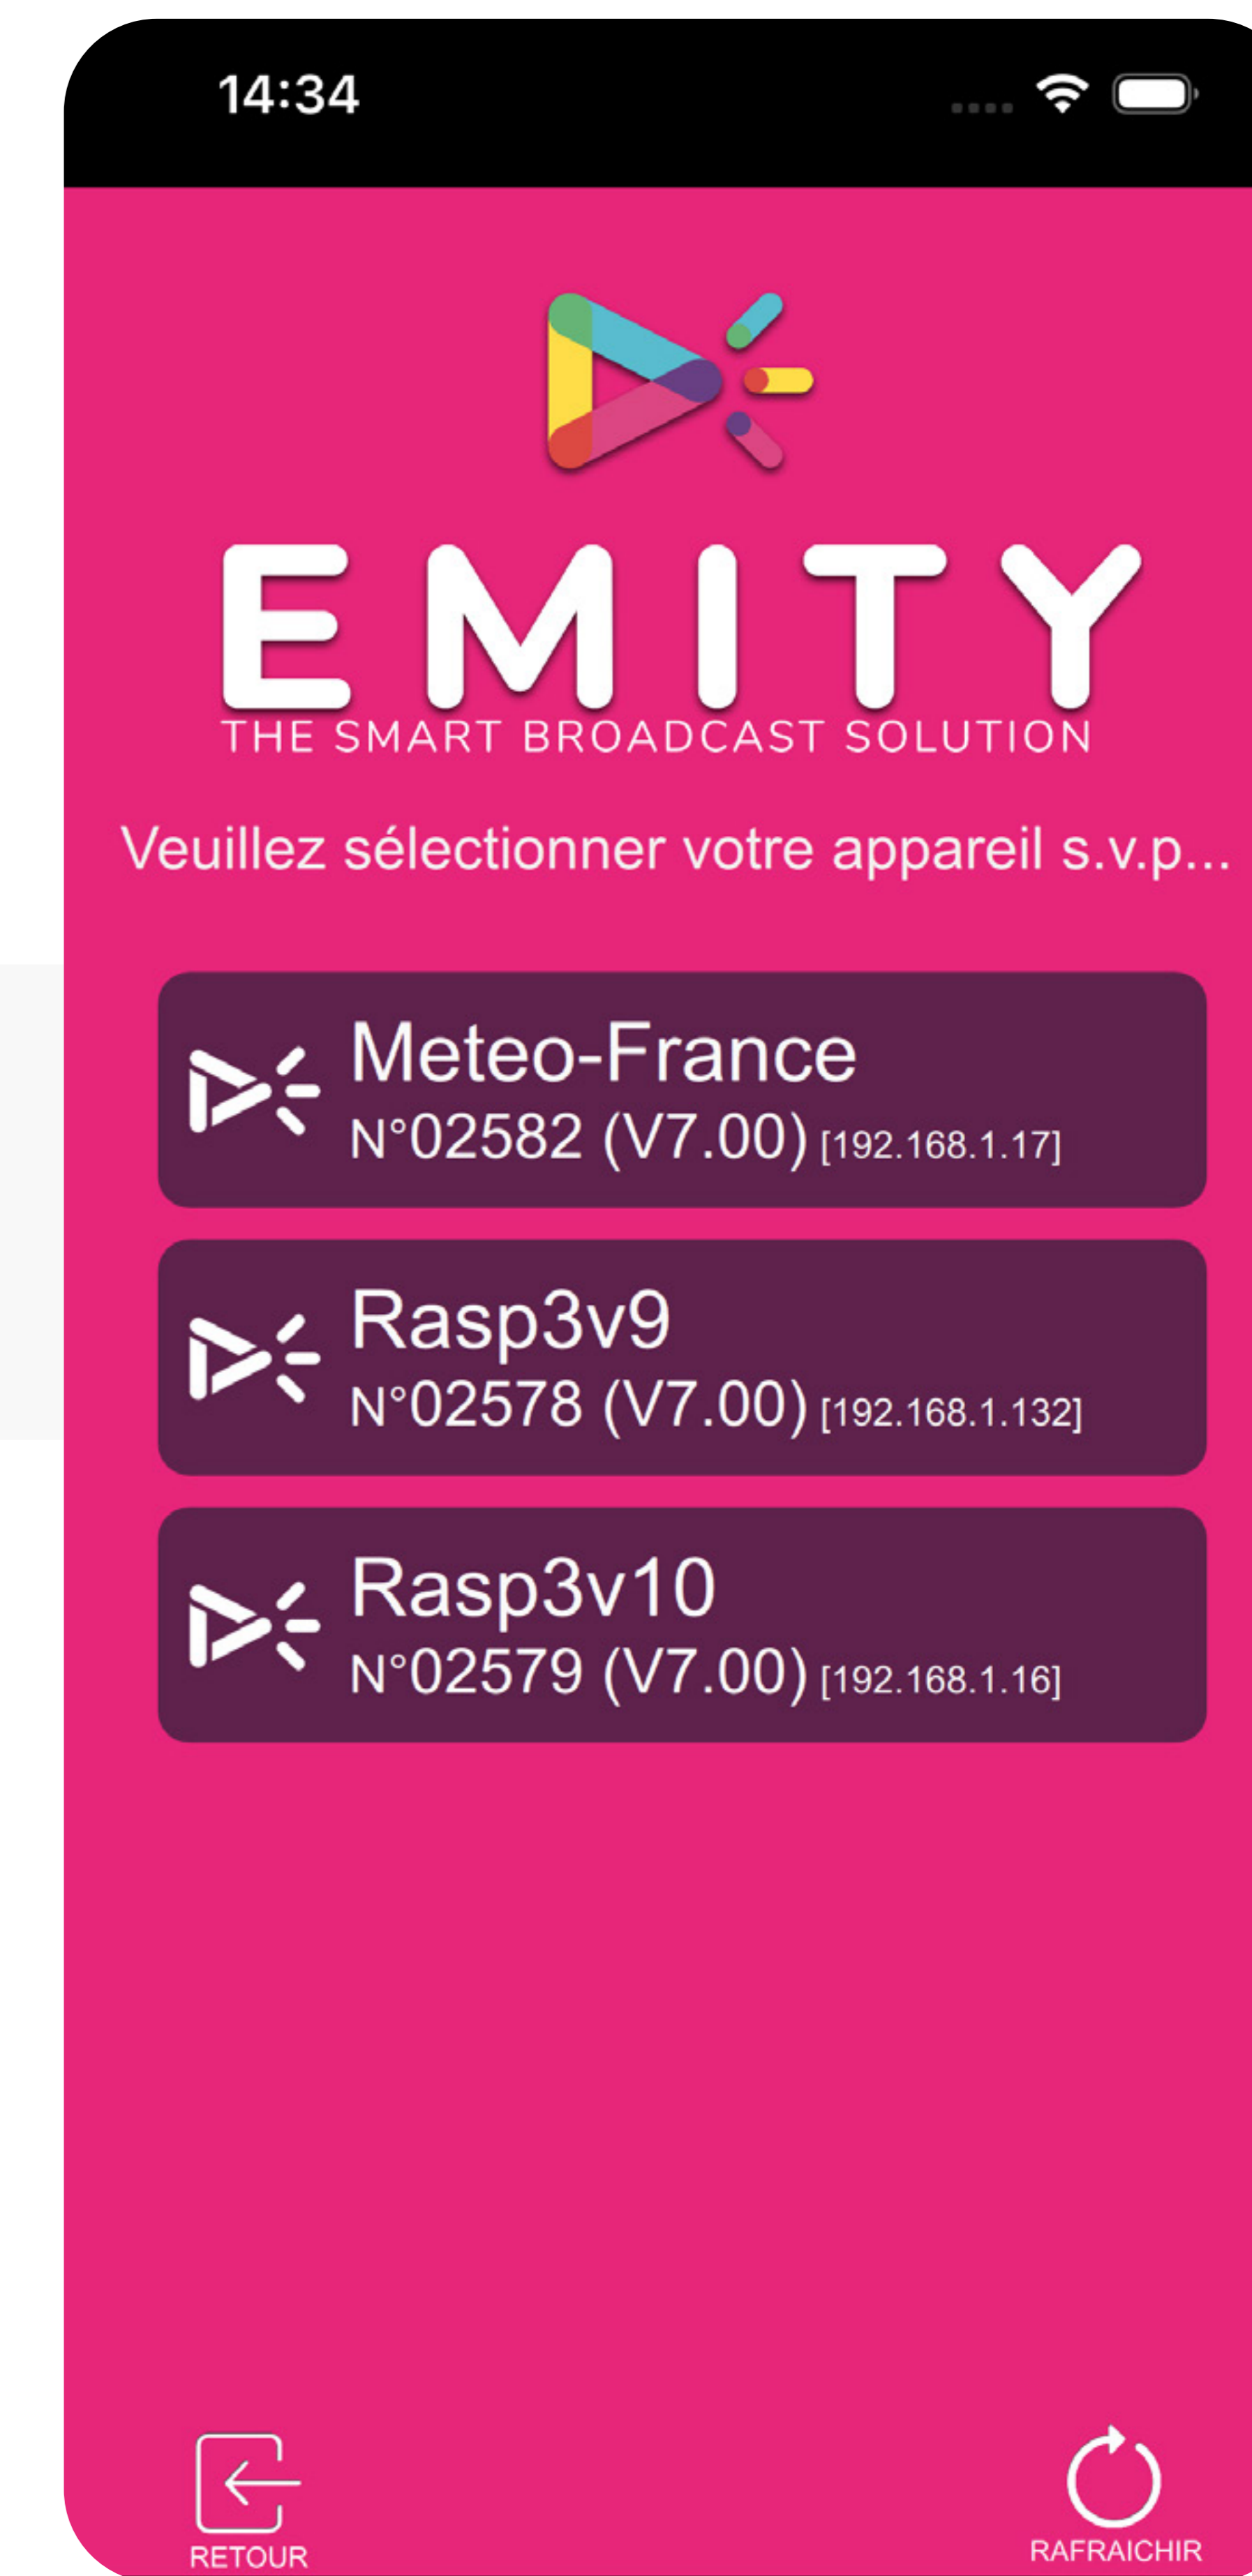 14:34
EMITY
THE SMART BROADCAST SOLUTION
Veuillez sélectionner votre appareil s.v.p...
Meteo-France
N°02582 (V7.00) [192.168.1.17]
Rasp3v9
N°02578 (V7.00) [192.168.1.132]
Rasp3v10
N°02579 (V7.00) [192.168.1.16]
RETOUR
RAFRAICHIR